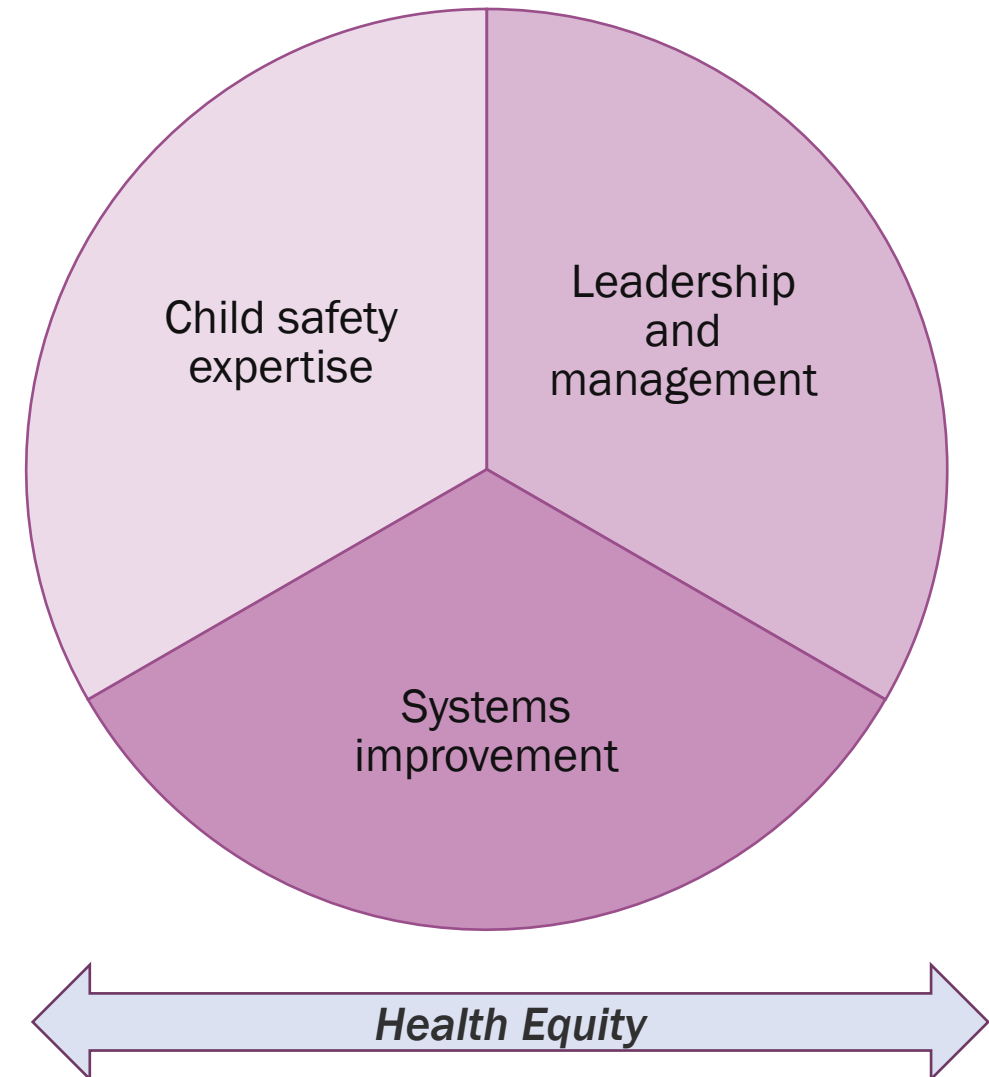 Child safety
expertise
Leadership
and
management
Systems
improvement
Health Equity